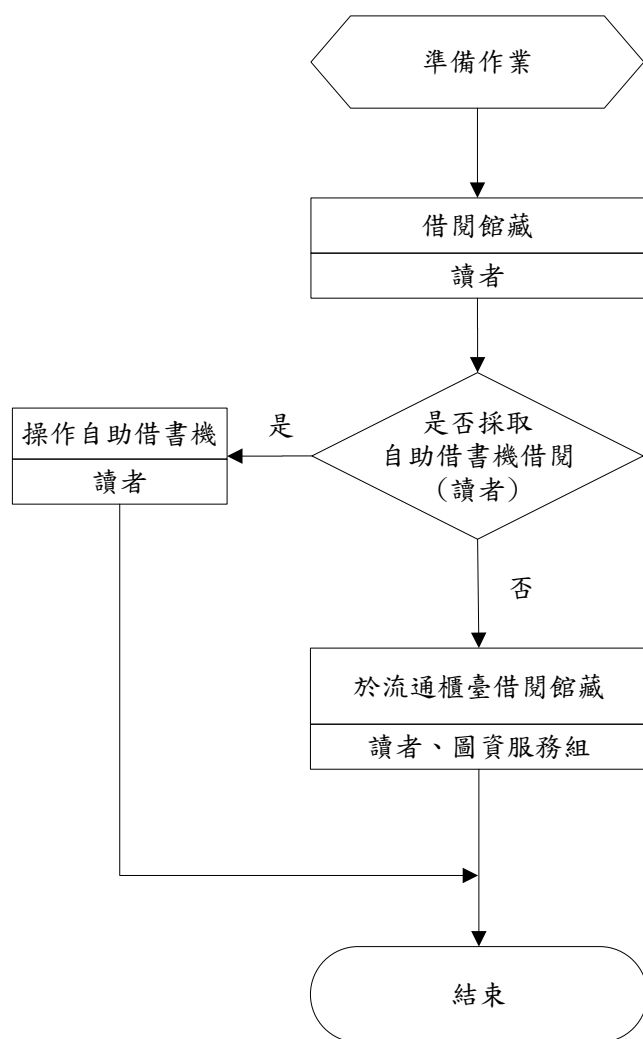 準備作業
借閱館藏
讀者
是否採取
自助借書機借閱
（讀者）
是
操作自助借書機
讀者
否
於流通櫃臺借閱館藏
讀者、圖資服務組
結束